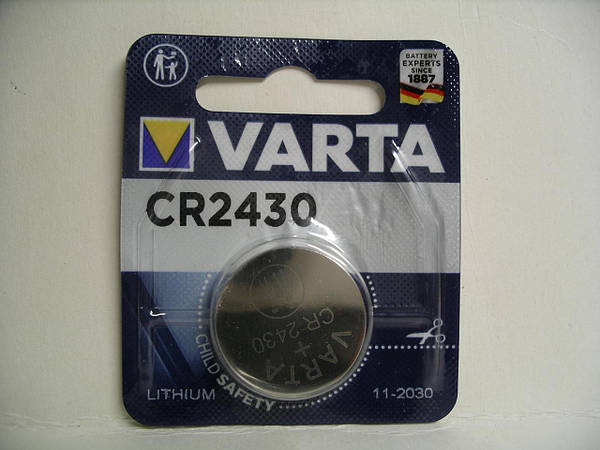 BATTERY
EXPERTS
SINCE
1887
VARTA
CR2430
VARTA
+
CR 2430
CHILD SAFETY
LITHIUM
11-2030